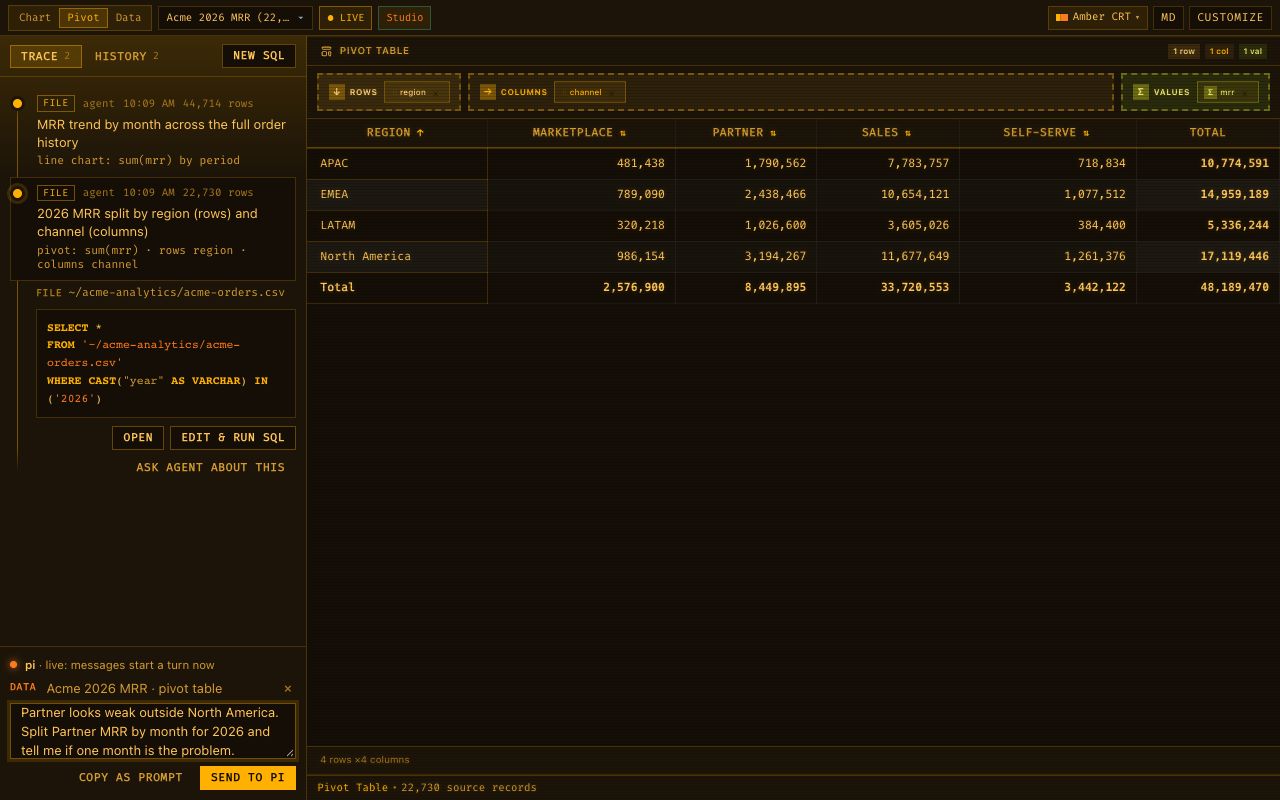 Chart Pivot Data Acme 2026 MRR (22,… LIVE Studio Amber CRT MD CUSTOMIZE
TRACE 2 HISTORY 2 NEW SQL
FILE agent 10:09 AM 44,714 rows
MRR trend by month across the full order
history
line chart: sum(mrr) by period
FILE agent 10:09 AM 22,730 rows
2026 MRR split by region (rows) and
channel (columns)
pivot: sum(mrr) · rows region ·
columns channel
FILE ~/acme-analytics/acme-orders.csv
SELECT *
FROM '~/acme-analytics/acme-
orders.csv'
WHERE CAST("year" AS VARCHAR) IN
('2026')
OPEN EDIT & RUN SQL
ASK AGENT ABOUT THIS
pi · live: messages start a turn now
DATA Acme 2026 MRR · pivot table ×
Partner looks weak outside North America.
Split Partner MRR by month for 2026 and
tell me if one month is the problem.
COPY AS PROMPT SEND TO PI
PIVOT TABLE 1 row 1 col 1 val
↓ ROWS region × → COLUMNS channel × Σ VALUES Σ mrr ×
REGION ↑ MARKETPLACE ⇅ PARTNER ⇅ SALES ⇅ SELF-SERVE ⇅ TOTAL
APAC 481,438 1,790,562 7,783,757 718,834 10,774,591
EMEA 789,090 2,438,466 10,654,121 1,077,512 14,959,189
LATAM 320,218 1,026,600 3,605,026 384,400 5,336,244
North America 986,154 3,194,267 11,677,649 1,261,376 17,119,446
Total 2,576,900 8,449,895 33,720,553 3,442,122 48,189,470
4 rows ×4 columns
Pivot Table · 22,730 source records